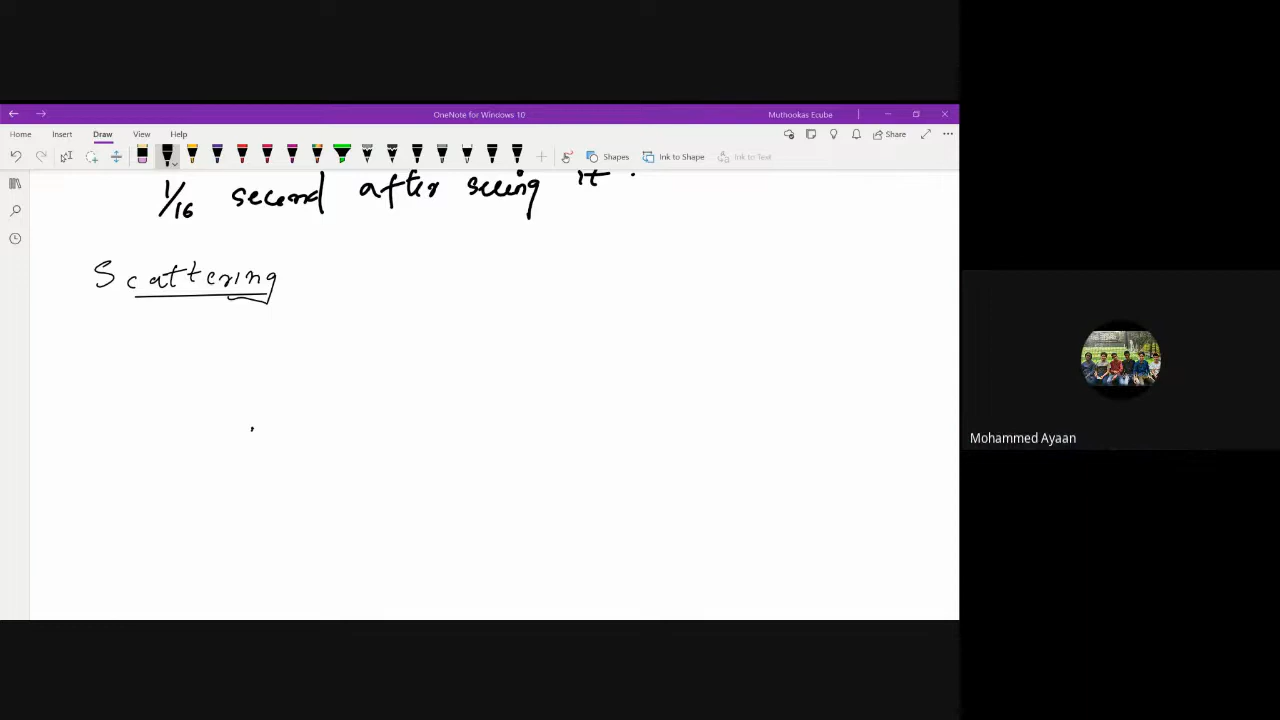 OneNote for Windows 10
Muthookas Ecube
Home Insert Draw View Help
Share
Shapes Ink to Shape Ink to Text
1/16 second after seeing it.
Scattering
Mohammed Ayaan